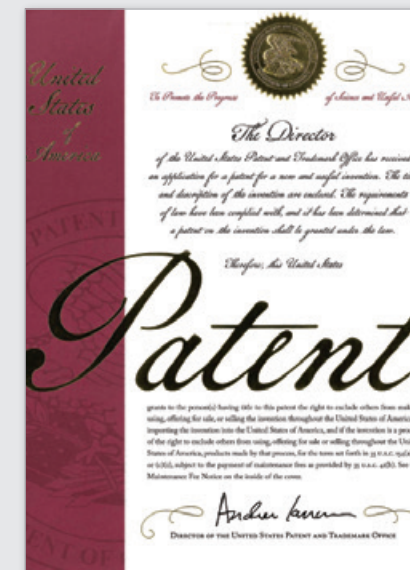 United
States
of
America
To Promote the Progress
of Science and Useful A
The Director
of the United States Patent and Trademark Office has receive
an application for a patent for a new and useful invention. The tit
and description of the invention are enclosed. The requirements
of law have been complied with, and it has been determined that
a patent on the invention shall be granted under the law.
Therefore, this United States
PATENT
Patent
grants to the person(s) having title to this patent the right to exclude others from mak
using, offering for sale, or selling the invention throughout the United States of America
importing the invention into the United States of America, and if the invention is a proc
of the right to exclude others from using, offering for sale or selling throughout the Uni
States of America, products made by that process, for the term set forth in 35 U.S.C. 154(a
or (c)(1), subject to the payment of maintenance fees as provided by 35 U.S.C. 41(b). See
Maintenance Fee Notice on the inside of the cover.
DIRECTOR OF THE UNITED STATES PATENT AND TRADEMARK OFFICE